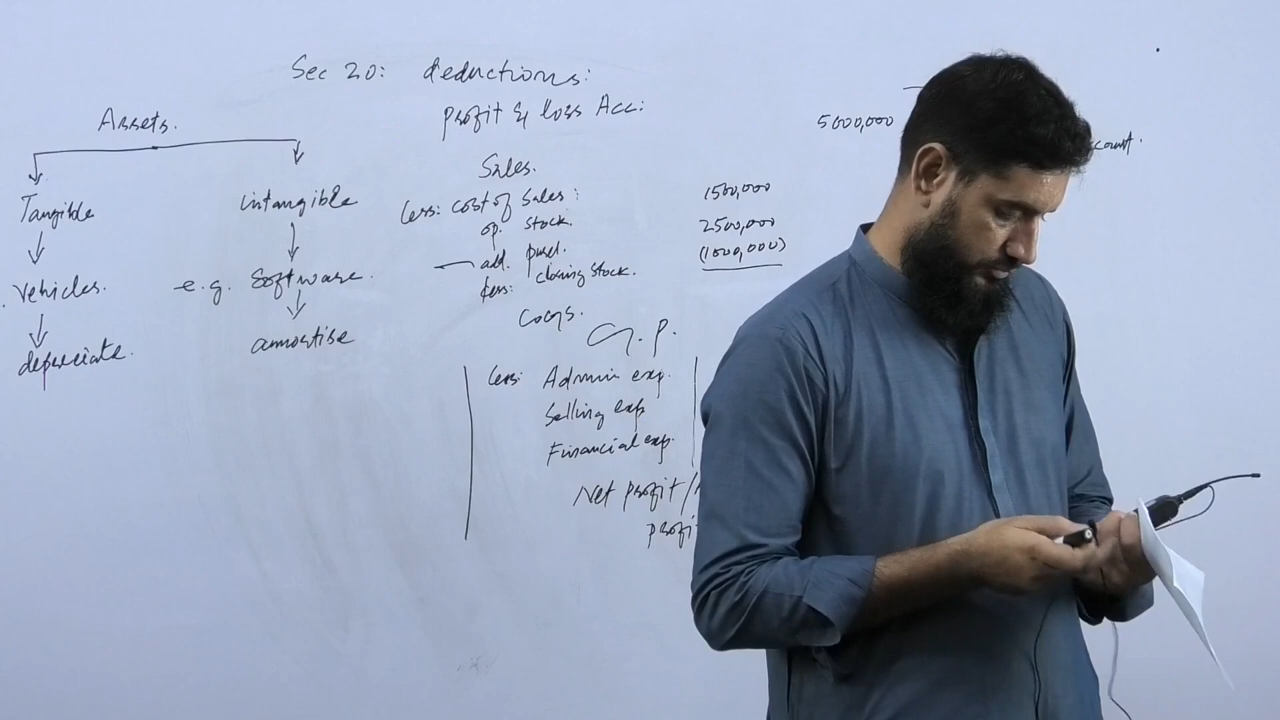 Sec 20: deductions:
profit & loss Acc:
Assets.
Tangible
intangible
Vehicles.
e.g. Software.
depreciate.
amortise
Sales. 5000,000
Less: cost of Sales:
op. stock. 1500,000
add. purch. 2500,000
Less: closing stock. (1000,000)
COGS.
G.P.
Less: Admin exp.
Selling exp
Financial exp.
Net profit/
profi
count.